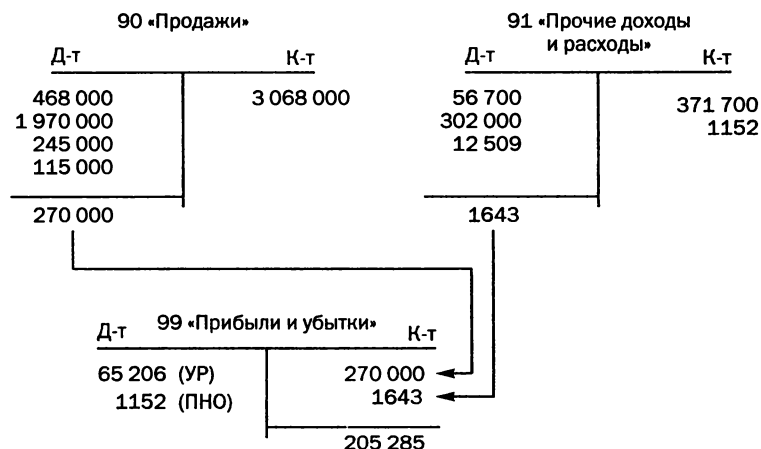 90 «Продажи»
Д-т К-т
468 000 3 068 000
1 970 000
245 000
115 000
270 000
91 «Прочие доходы
и расходы»
Д-т К-т
56 700 371 700
302 000 1152
12 509
1643
99 «Прибыли и убытки»
Д-т К-т
65 206 (УР) 270 000
1152 (ПНО) 1643
205 285